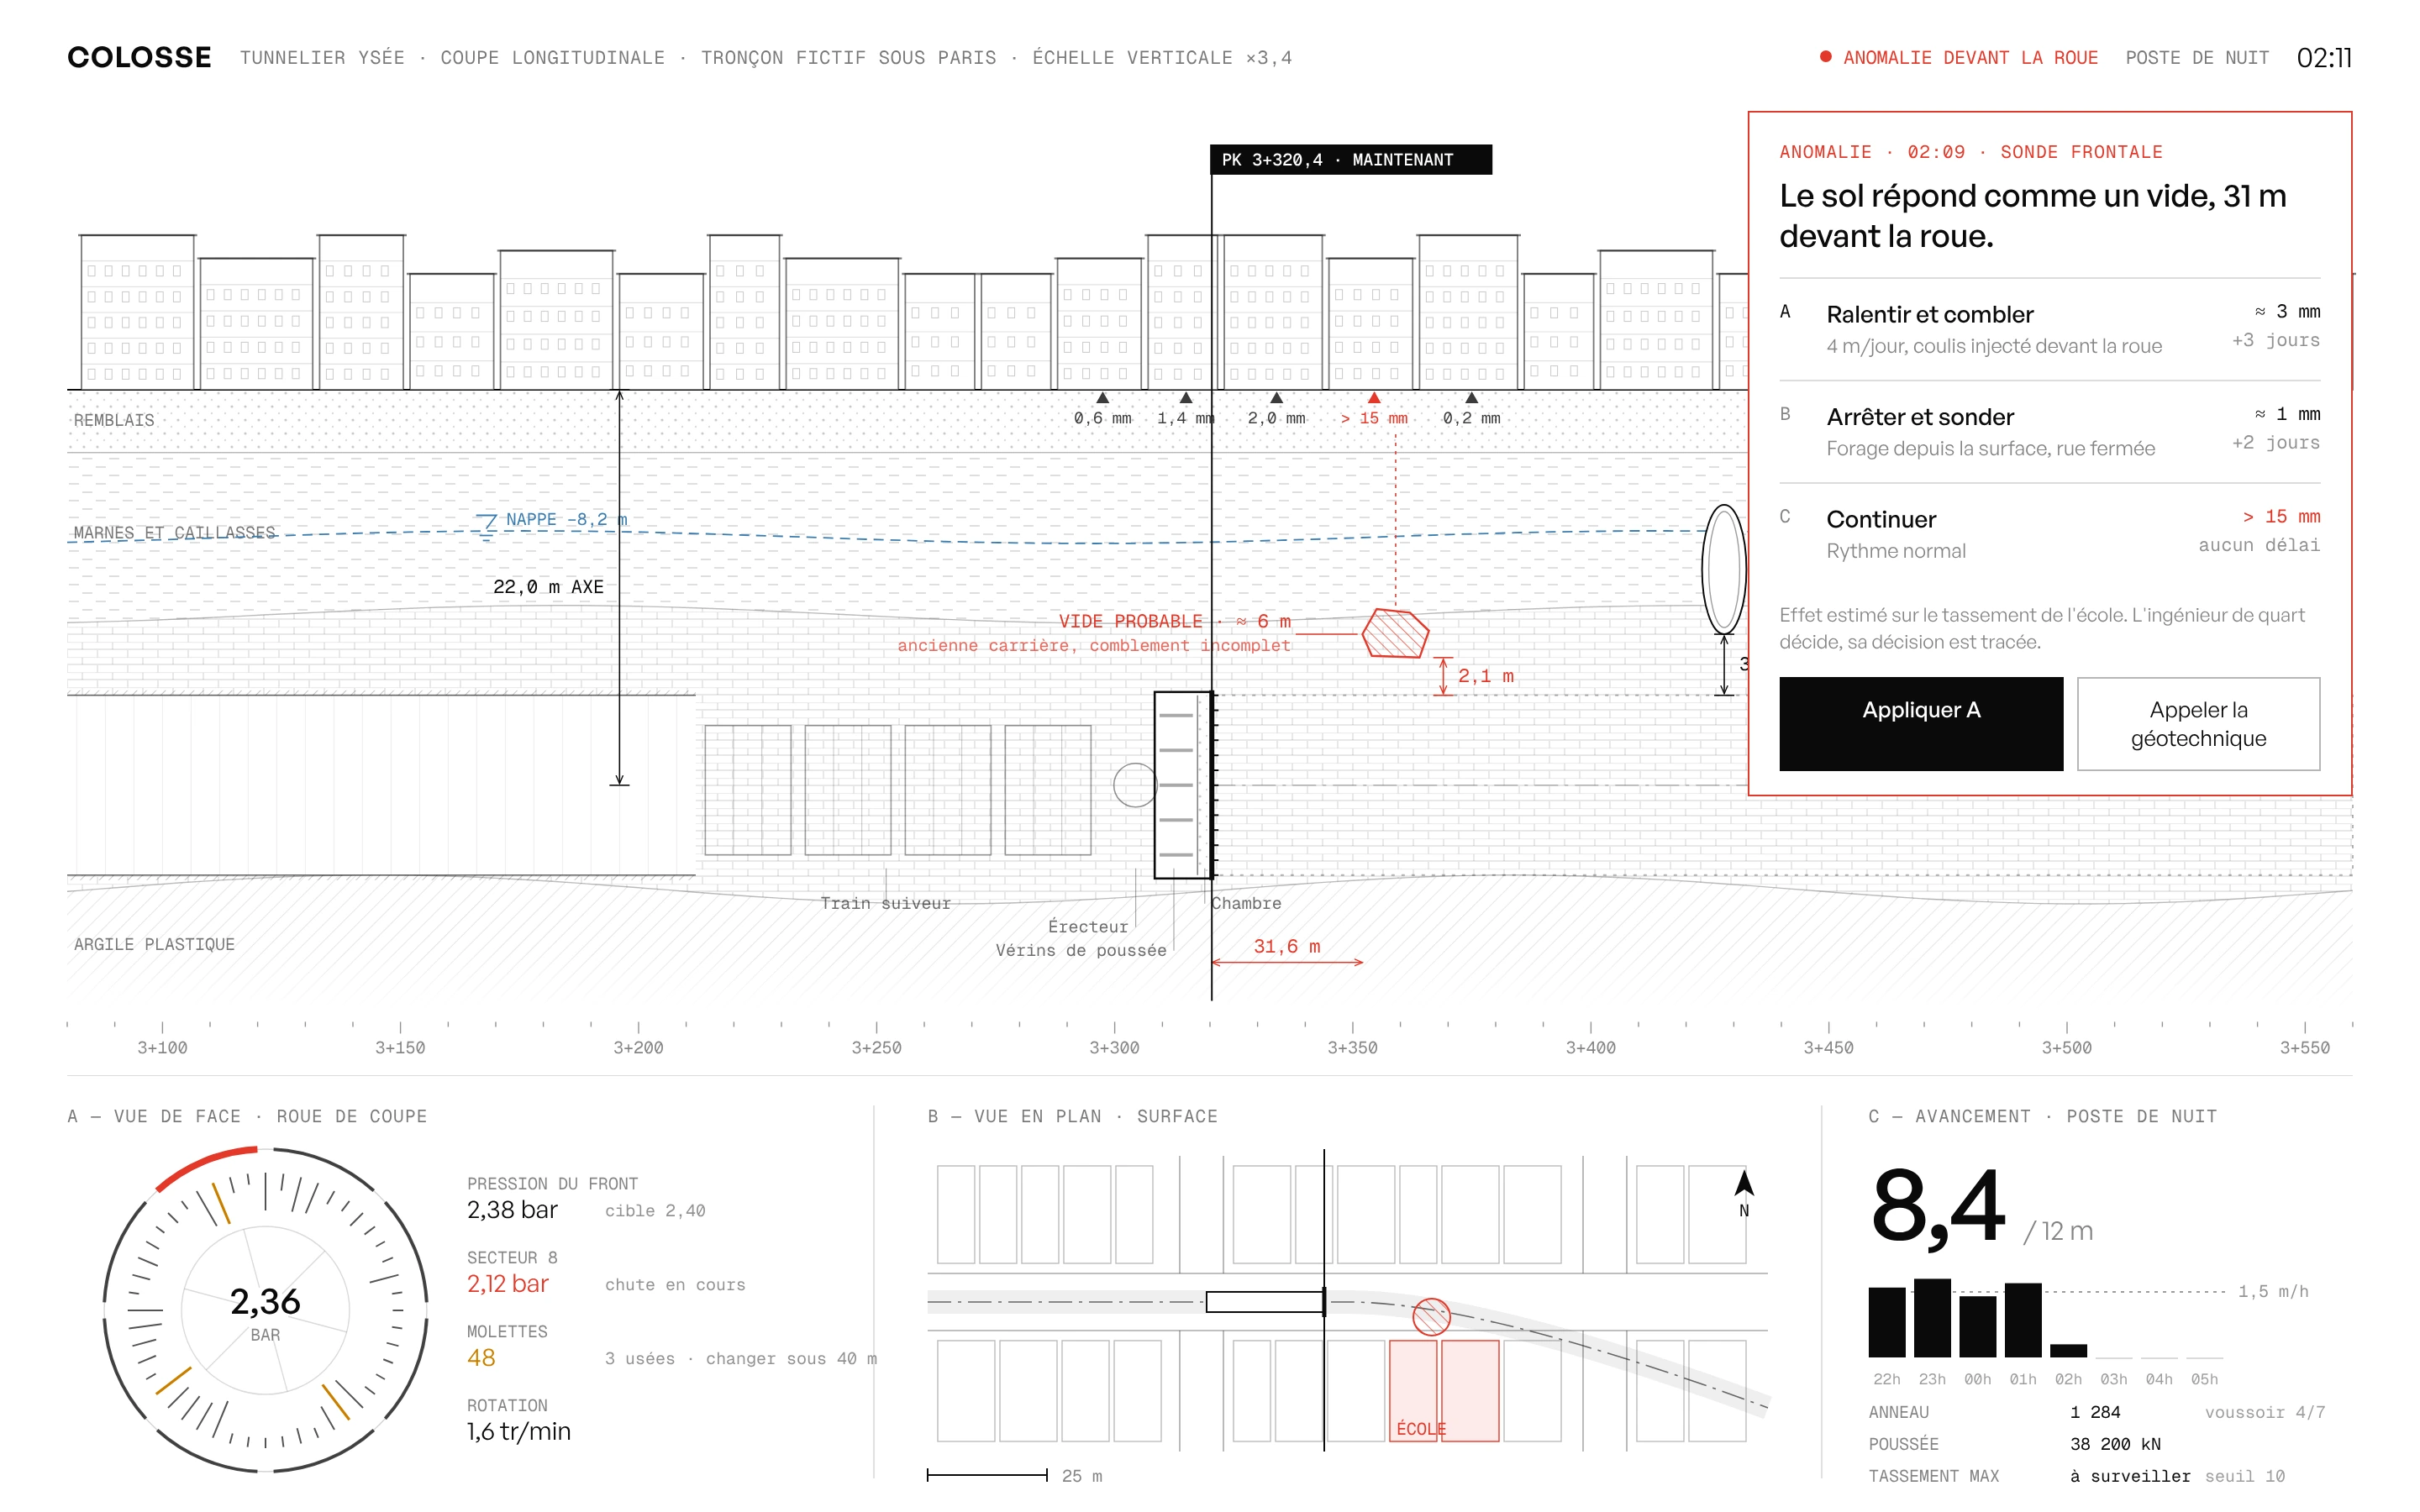 COLOSSE TUNNELIER YSÉE · COUPE LONGITUDINALE · TRONÇON FICTIF SOUS PARIS · ÉCHELLE VERTICALE ×3,4
ANOMALIE DEVANT LA ROUE POSTE DE NUIT 02:11
PK 3+320,4 · MAINTENANT
REMBLAIS
0,6 mm 1,4 mm 2,0 mm > 15 mm 0,2 mm
MARNES ET CAILLASSES
NAPPE −8,2 m
22,0 m AXE
VIDE PROBABLE · ≈ 6 m
ancienne carrière, comblement incomplet
2,1 m
3
Train suiveur
Érecteur
Vérins de poussée
Chambre
31,6 m
ARGILE PLASTIQUE
3+100 3+150 3+200 3+250 3+300 3+350 3+400 3+450 3+500 3+550
ANOMALIE · 02:09 · SONDE FRONTALE
Le sol répond comme un vide, 31 m
devant la roue.
A Ralentir et combler ≈ 3 mm
4 m/jour, coulis injecté devant la roue +3 jours
B Arrêter et sonder ≈ 1 mm
Forage depuis la surface, rue fermée +2 jours
C Continuer > 15 mm
Rythme normal aucun délai
Effet estimé sur le tassement de l'école. L'ingénieur de quart
décide, sa décision est tracée.
Appliquer A
Appeler la
géotechnique
A — VUE DE FACE · ROUE DE COUPE
2,36
BAR
PRESSION DU FRONT
2,38 bar cible 2,40
SECTEUR 8
2,12 bar chute en cours
MOLETTES
48 3 usées · changer sous 40 m
ROTATION
1,6 tr/min
B — VUE EN PLAN · SURFACE
N
ÉCOLE
25 m
C — AVANCEMENT · POSTE DE NUIT
8,4 / 12 m
1,5 m/h
22h 23h 00h 01h 02h 03h 04h 05h
ANNEAU 1 284 voussoir 4/7
POUSSÉE 38 200 kN
TASSEMENT MAX à surveiller seuil 10